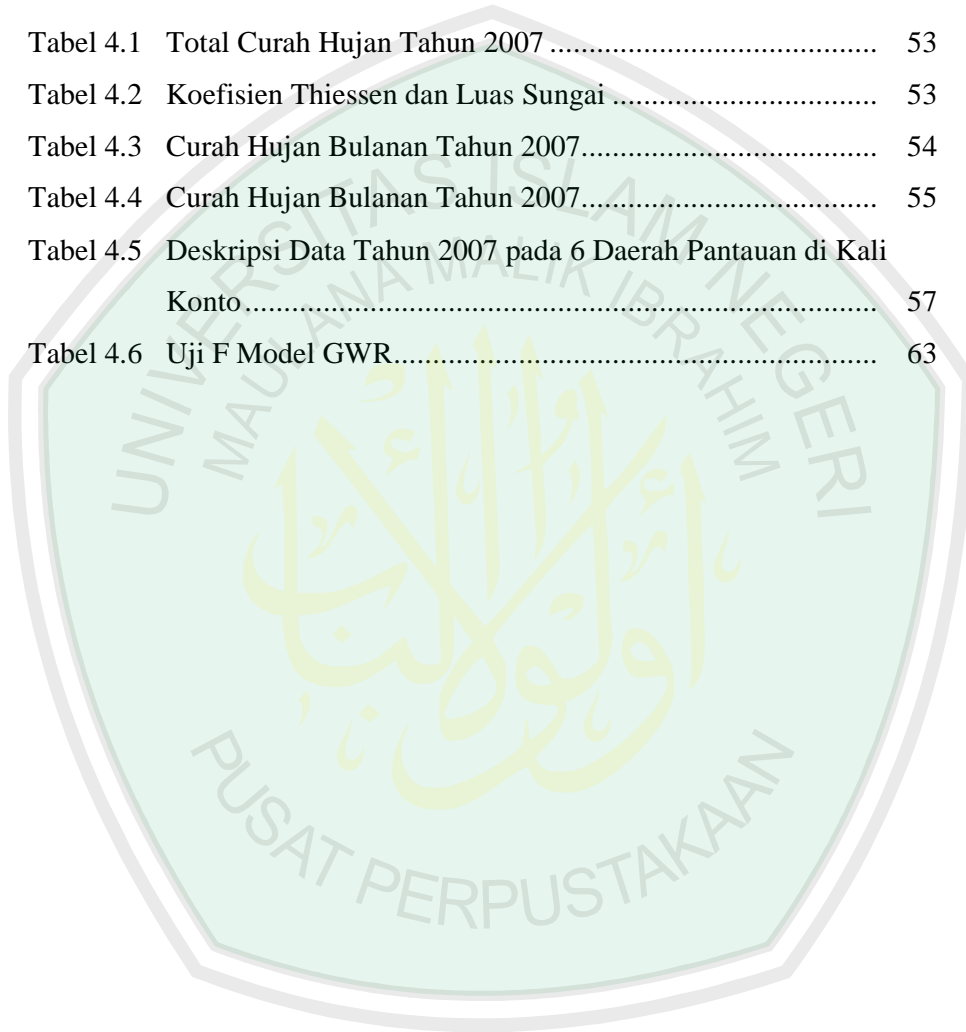 Tabel 4.1 Total Curah Hujan Tahun 2007 ............................................ 53
Tabel 4.2 Koefisien Thiessen dan Luas Sungai ................................... 53
Tabel 4.3 Curah Hujan Bulanan Tahun 2007........................................ 54
Tabel 4.4 Curah Hujan Bulanan Tahun 2007........................................ 55
Tabel 4.5 Deskripsi Data Tahun 2007 pada 6 Daerah Pantauan di Kali
Konto..................................................................................... 57
Tabel 4.6 Uji F Model GWR................................................................. 63
UNIVERSITAS ISLAM NEGERI
MAULANA MALIK IBRAHIM
PUSAT PERPUSTAKAAN